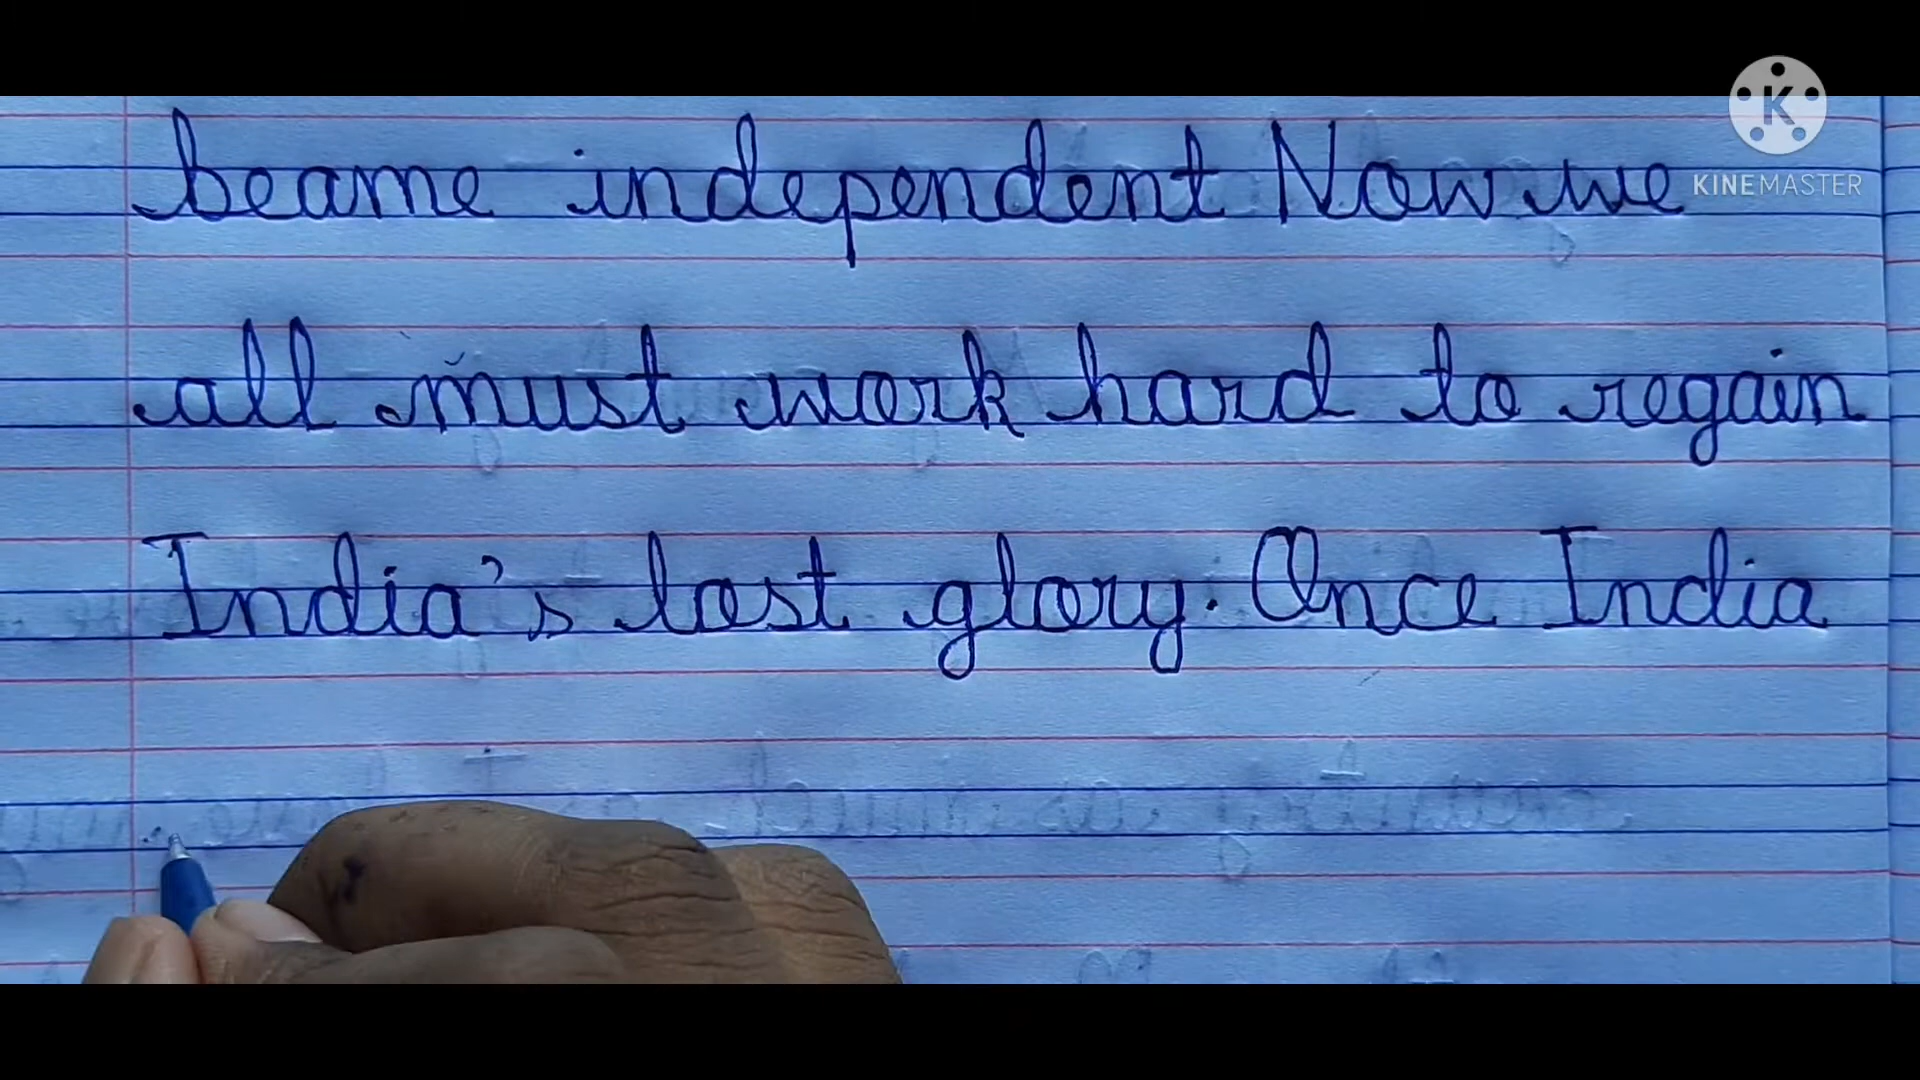 KINEMASTER
beame independent Now we
all must work hard to regain
India's lost glory. Once India